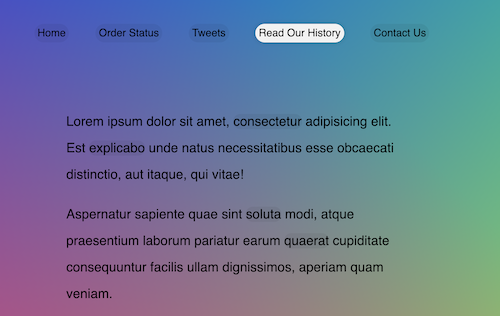 Home Order Status Tweets Read Our History Contact Us
Lorem ipsum dolor sit amet, consectetur adipisicing elit.
Est explicabo unde natus necessitatibus esse obcaecati
distinctio, aut itaque, qui vitae!
Aspernatur sapiente quae sint soluta modi, atque
praesentium laborum pariatur earum quaerat cupiditate
consequuntur facilis ullam dignissimos, aperiam quam
veniam.